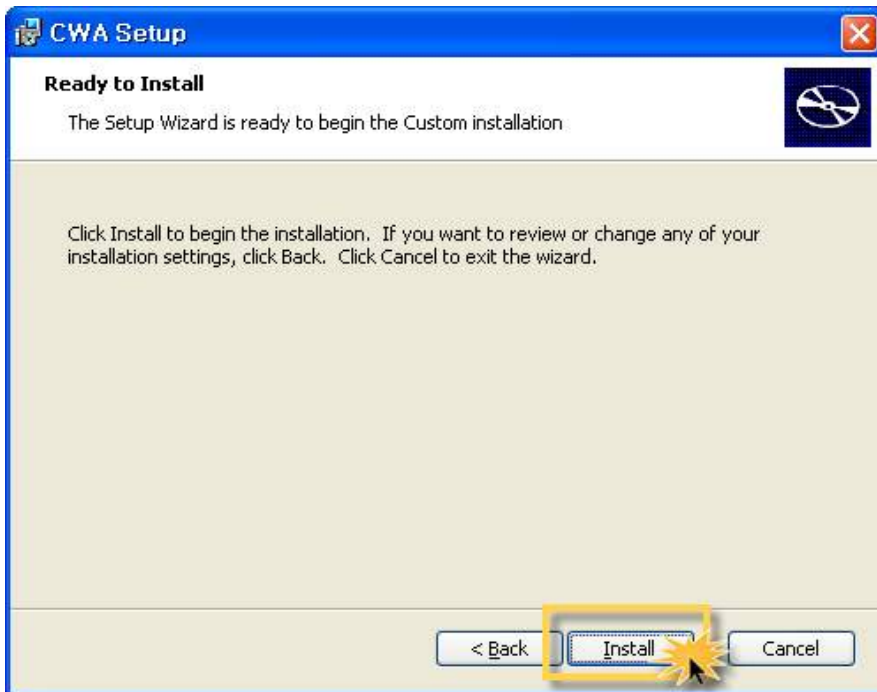 CWA Setup
Ready to Install
The Setup Wizard is ready to begin the Custom installation
Click Install to begin the installation.  If you want to review or change any of your
installation settings, click Back.  Click Cancel to exit the wizard.
< Back Install Cancel